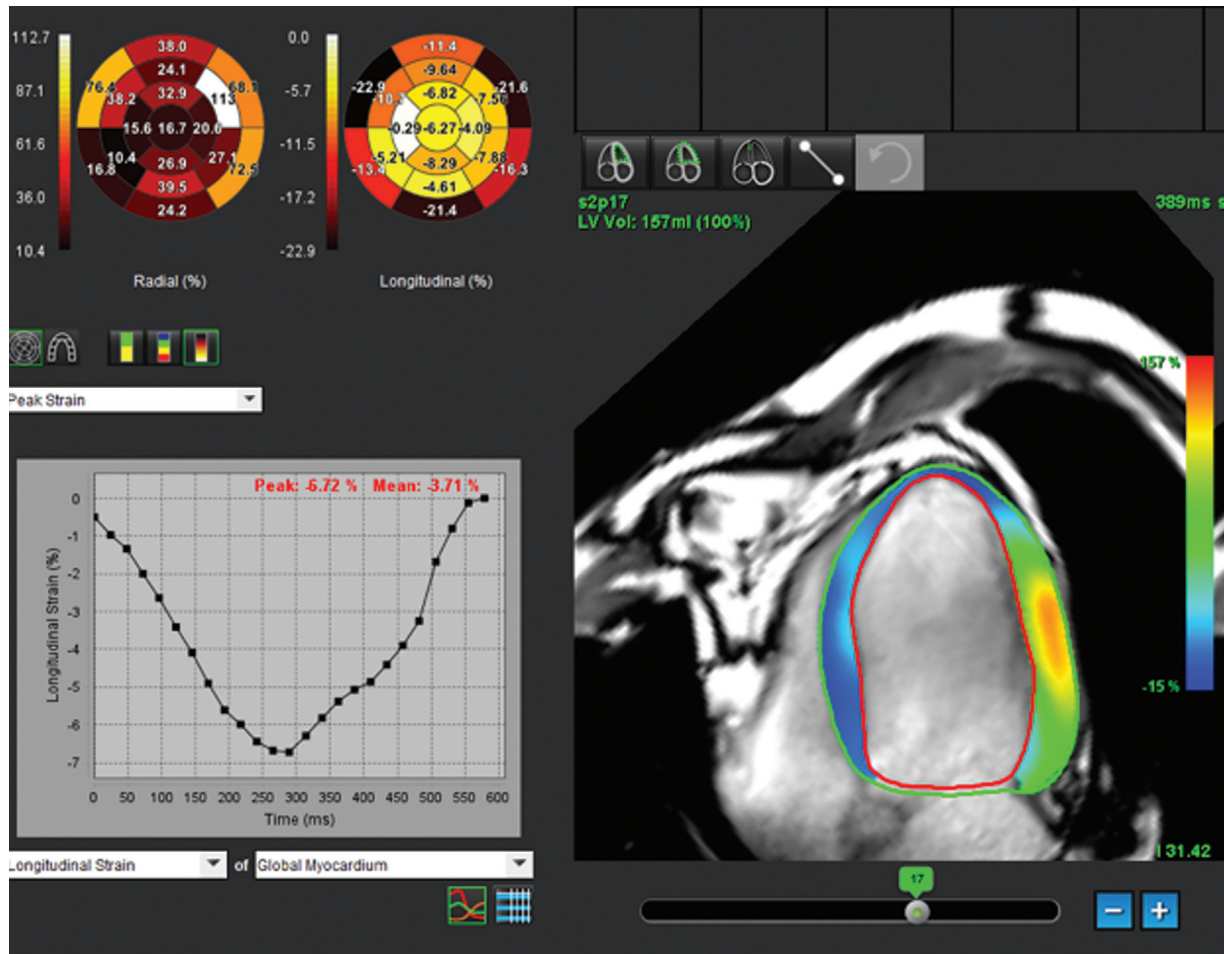 112.7
87.1
61.6
36.0
10.4
38.0
24.1
76.4 32.9 68.1
38.2 113
15.6 16.7 20.6
10.4 27.1
16.8 26.9 72.5
39.5
24.2
Radial (%)
0.0
-5.7
-11.5
-17.2
-22.9
-11.4
-9.64
-22.9 -6.82 -21.6
-7.56
-0.29 -6.27 -4.09
-5.21 -7.88
-13.4 -8.29 -16.3
-4.61
-21.4
Longitudinal (%)
s2p17
LV Vol: 157ml (100%)
389ms s
157 %
-15 %
131.42
17
Peak Strain
Peak: -6.72 % Mean: -3.71 %
Longitudinal Strain (%)
0
-1
-2
-3
-4
-5
-6
-7
0 50 100 150 200 250 300 350 400 450 500 550 600
Time (ms)
Longitudinal Strain of Global Myocardium